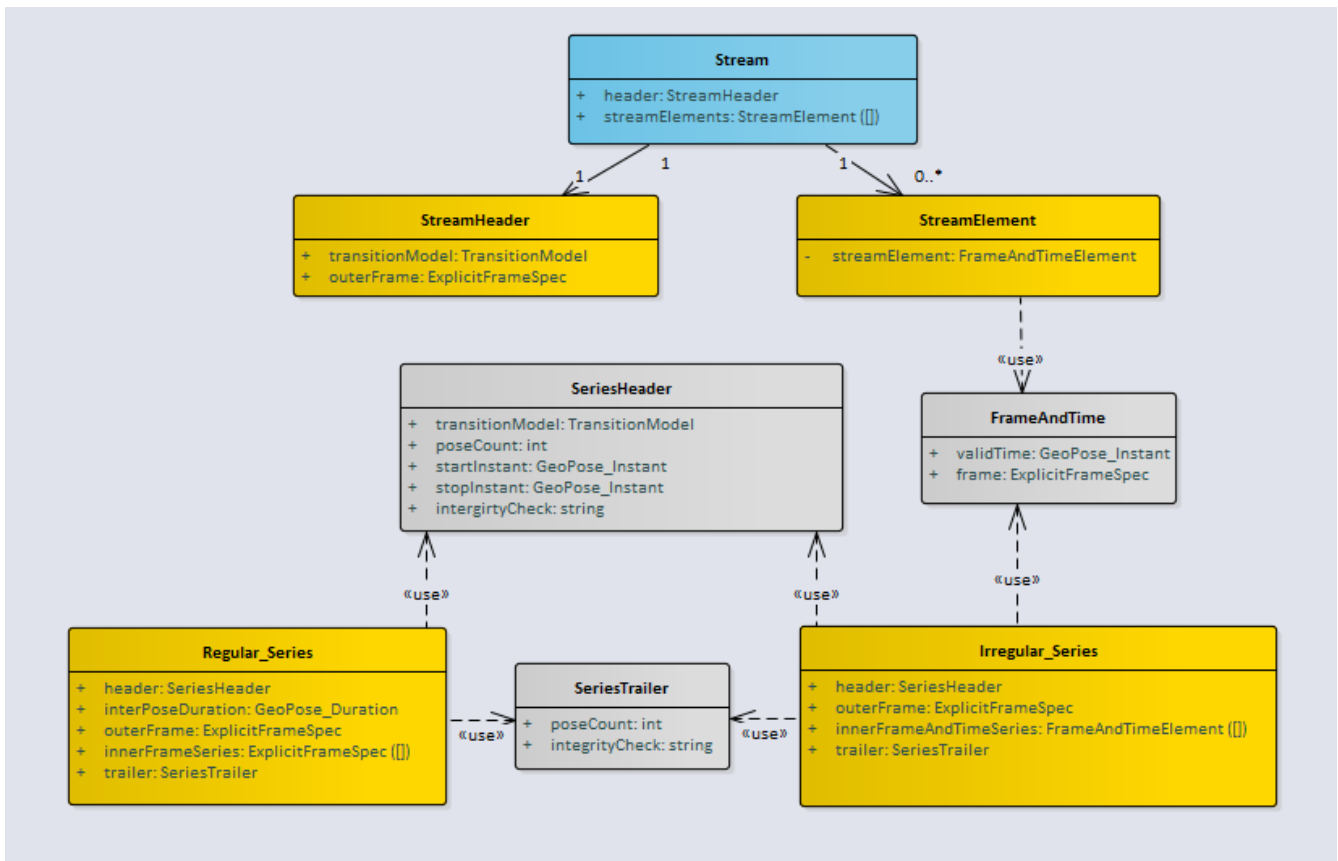 Stream
+ header: StreamHeader
+ streamElements: StreamElement ([])
1
1
1
0..*
StreamHeader
+ transitionModel: TransitionModel
+ outerFrame: ExplicitFrameSpec
StreamElement
- streamElement: FrameAndTimeElement
«use»
SeriesHeader
+ transitionModel: TransitionModel
+ poseCount: int
+ startInstant: GeoPose_Instant
+ stopInstant: GeoPose_Instant
+ intergirtyCheck: string
FrameAndTime
+ validTime: GeoPose_Instant
+ frame: ExplicitFrameSpec
«use»
«use»
«use»
Regular_Series
+ header: SeriesHeader
+ interPoseDuration: GeoPose_Duration
+ outerFrame: ExplicitFrameSpec
+ innerFrameSeries: ExplicitFrameSpec ([])
+ trailer: SeriesTrailer
«use»
SeriesTrailer
+ poseCount: int
+ integrityCheck: string
«use»
Irregular_Series
+ header: SeriesHeader
+ outerFrame: ExplicitFrameSpec
+ innerFrameAndTimeSeries: FrameAndTimeElement ([])
+ trailer: SeriesTrailer